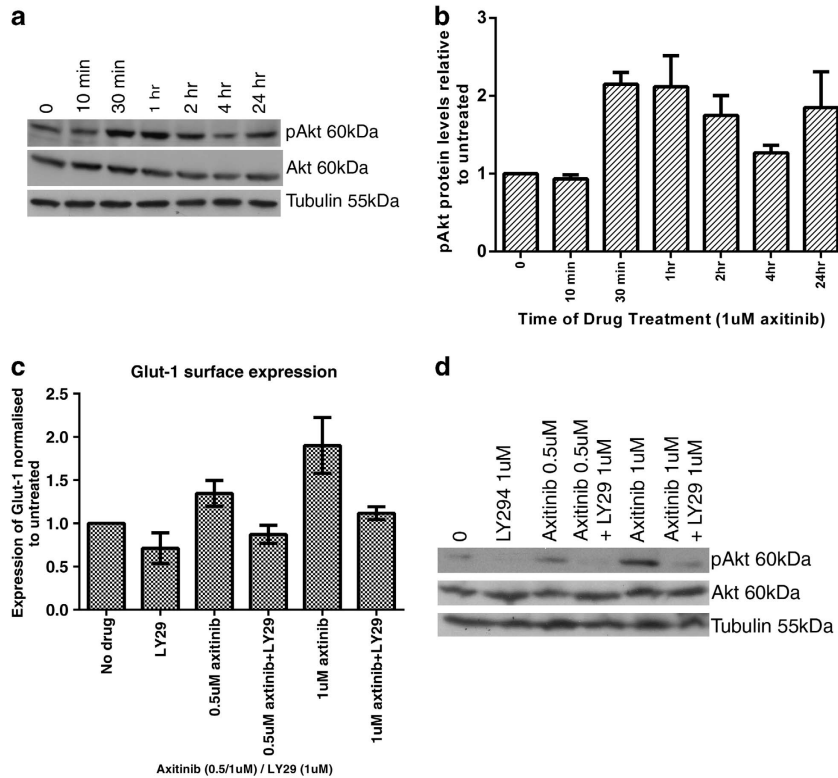 a
0
10 min
30 min
1 hr
2 hr
4 hr
24 hr
pAkt 60kDa
Akt 60kDa
Tubulin 55kDa
b
pAkt protein levels relative
to untreated
3
2
1
0
0
10 min
30 min
1hr
2hr
4hr
24hr
Time of Drug Treatment (1uM axitinib)
c
Glut-1 surface expression
Expression of Glut-1 normalised
to untreated
2.5
2.0
1.5
1.0
0.5
0.0
No drug
LY29
0.5uM axitinib
0.5uM axtinib+LY29
1uM axtinib
1uM axtinib+LY29
Axitinib (0.5/1uM) / LY29 (1uM)
d
0
LY294 1uM
Axitinib 0.5uM
Axitinib 0.5uM
+ LY29 1uM
Axitinib 1uM
Axitinib 1uM
+ LY29 1uM
pAkt 60kDa
Akt 60kDa
Tubulin 55kDa